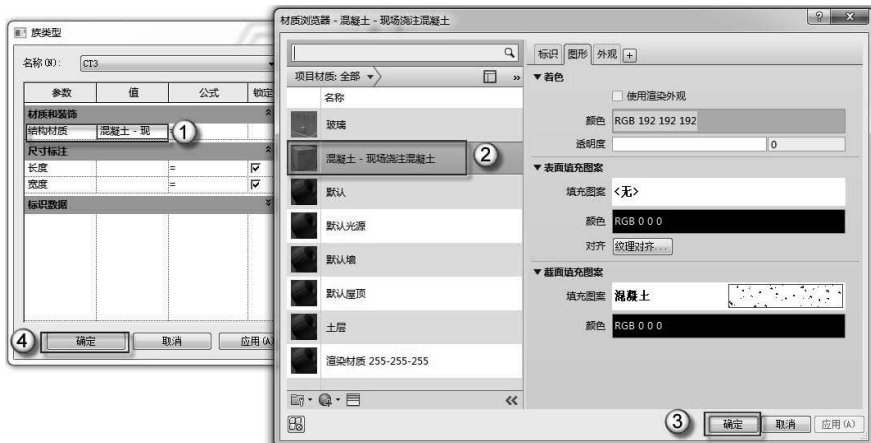 族类型
名称(N): CT3
参数 值 公式 锁定
材质和装饰
结构材质 混凝土 - 现 = ①
尺寸标注
长度 =
宽度 =
标识数据
④ 确定 取消 应用(A)
材质浏览器 - 混凝土 - 现场浇注混凝土
项目材质: 全部
名称
玻璃
混凝土 - 现场浇注混凝土 ②
默认
默认光源
默认墙
默认屋顶
土层
渲染材质 255-255-255
标识 图形 外观
着色
使用渲染外观
颜色 RGB 192 192 192
透明度 0
表面填充图案
填充图案 <无>
颜色 RGB 0 0 0
对齐 纹理对齐...
截面填充图案
填充图案 混凝土
颜色 RGB 0 0 0
③ 确定 取消 应用(A)